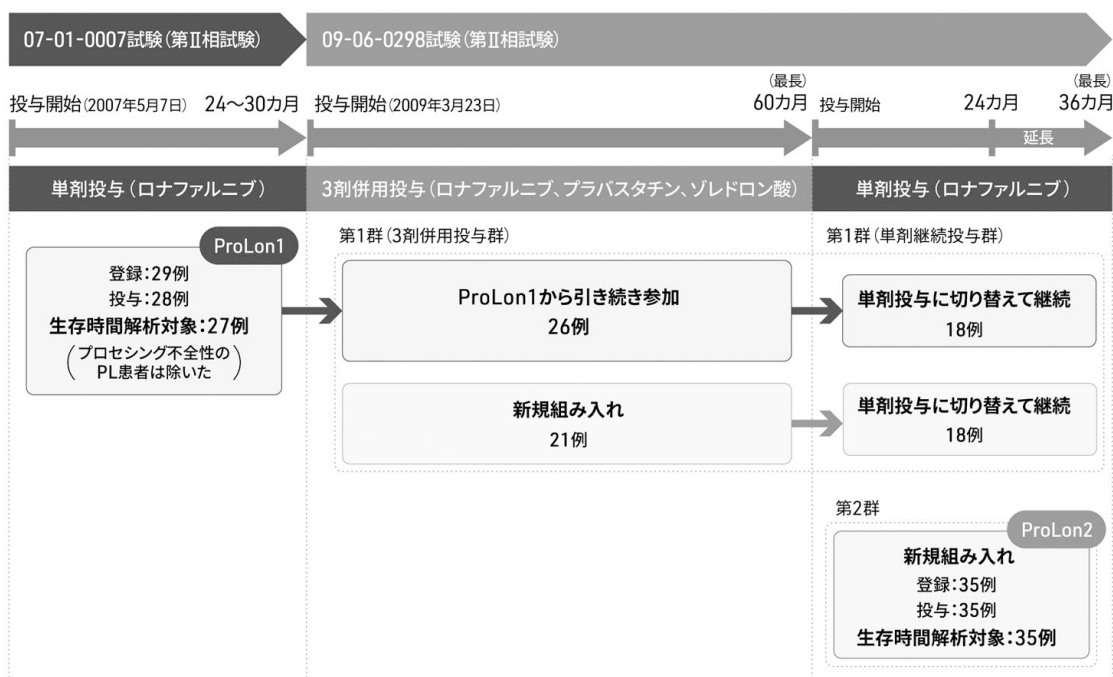 07-01-0007試験(第Ⅱ相試験)
09-06-0298試験(第Ⅱ相試験)
投与開始(2007年5月7日)
24〜30カ月
投与開始(2009年3月23日)
(最長)
60カ月
投与開始
24カ月
(最長)
36カ月
延長
単剤投与(ロナファルニブ)
3剤併用投与(ロナファルニブ、プラバスタチン、ゾレドロン酸)
単剤投与(ロナファルニブ)
ProLon1
登録:29例
投与:28例
生存時間解析対象:27例
(プロセシング不全性の
PL患者は除いた)
第1群(3剤併用投与群)
ProLon1から引き続き参加
26例
新規組み入れ
21例
第1群(単剤継続投与群)
単剤投与に切り替えて継続
18例
単剤投与に切り替えて継続
18例
第2群
ProLon2
新規組み入れ
登録:35例
投与:35例
生存時間解析対象:35例